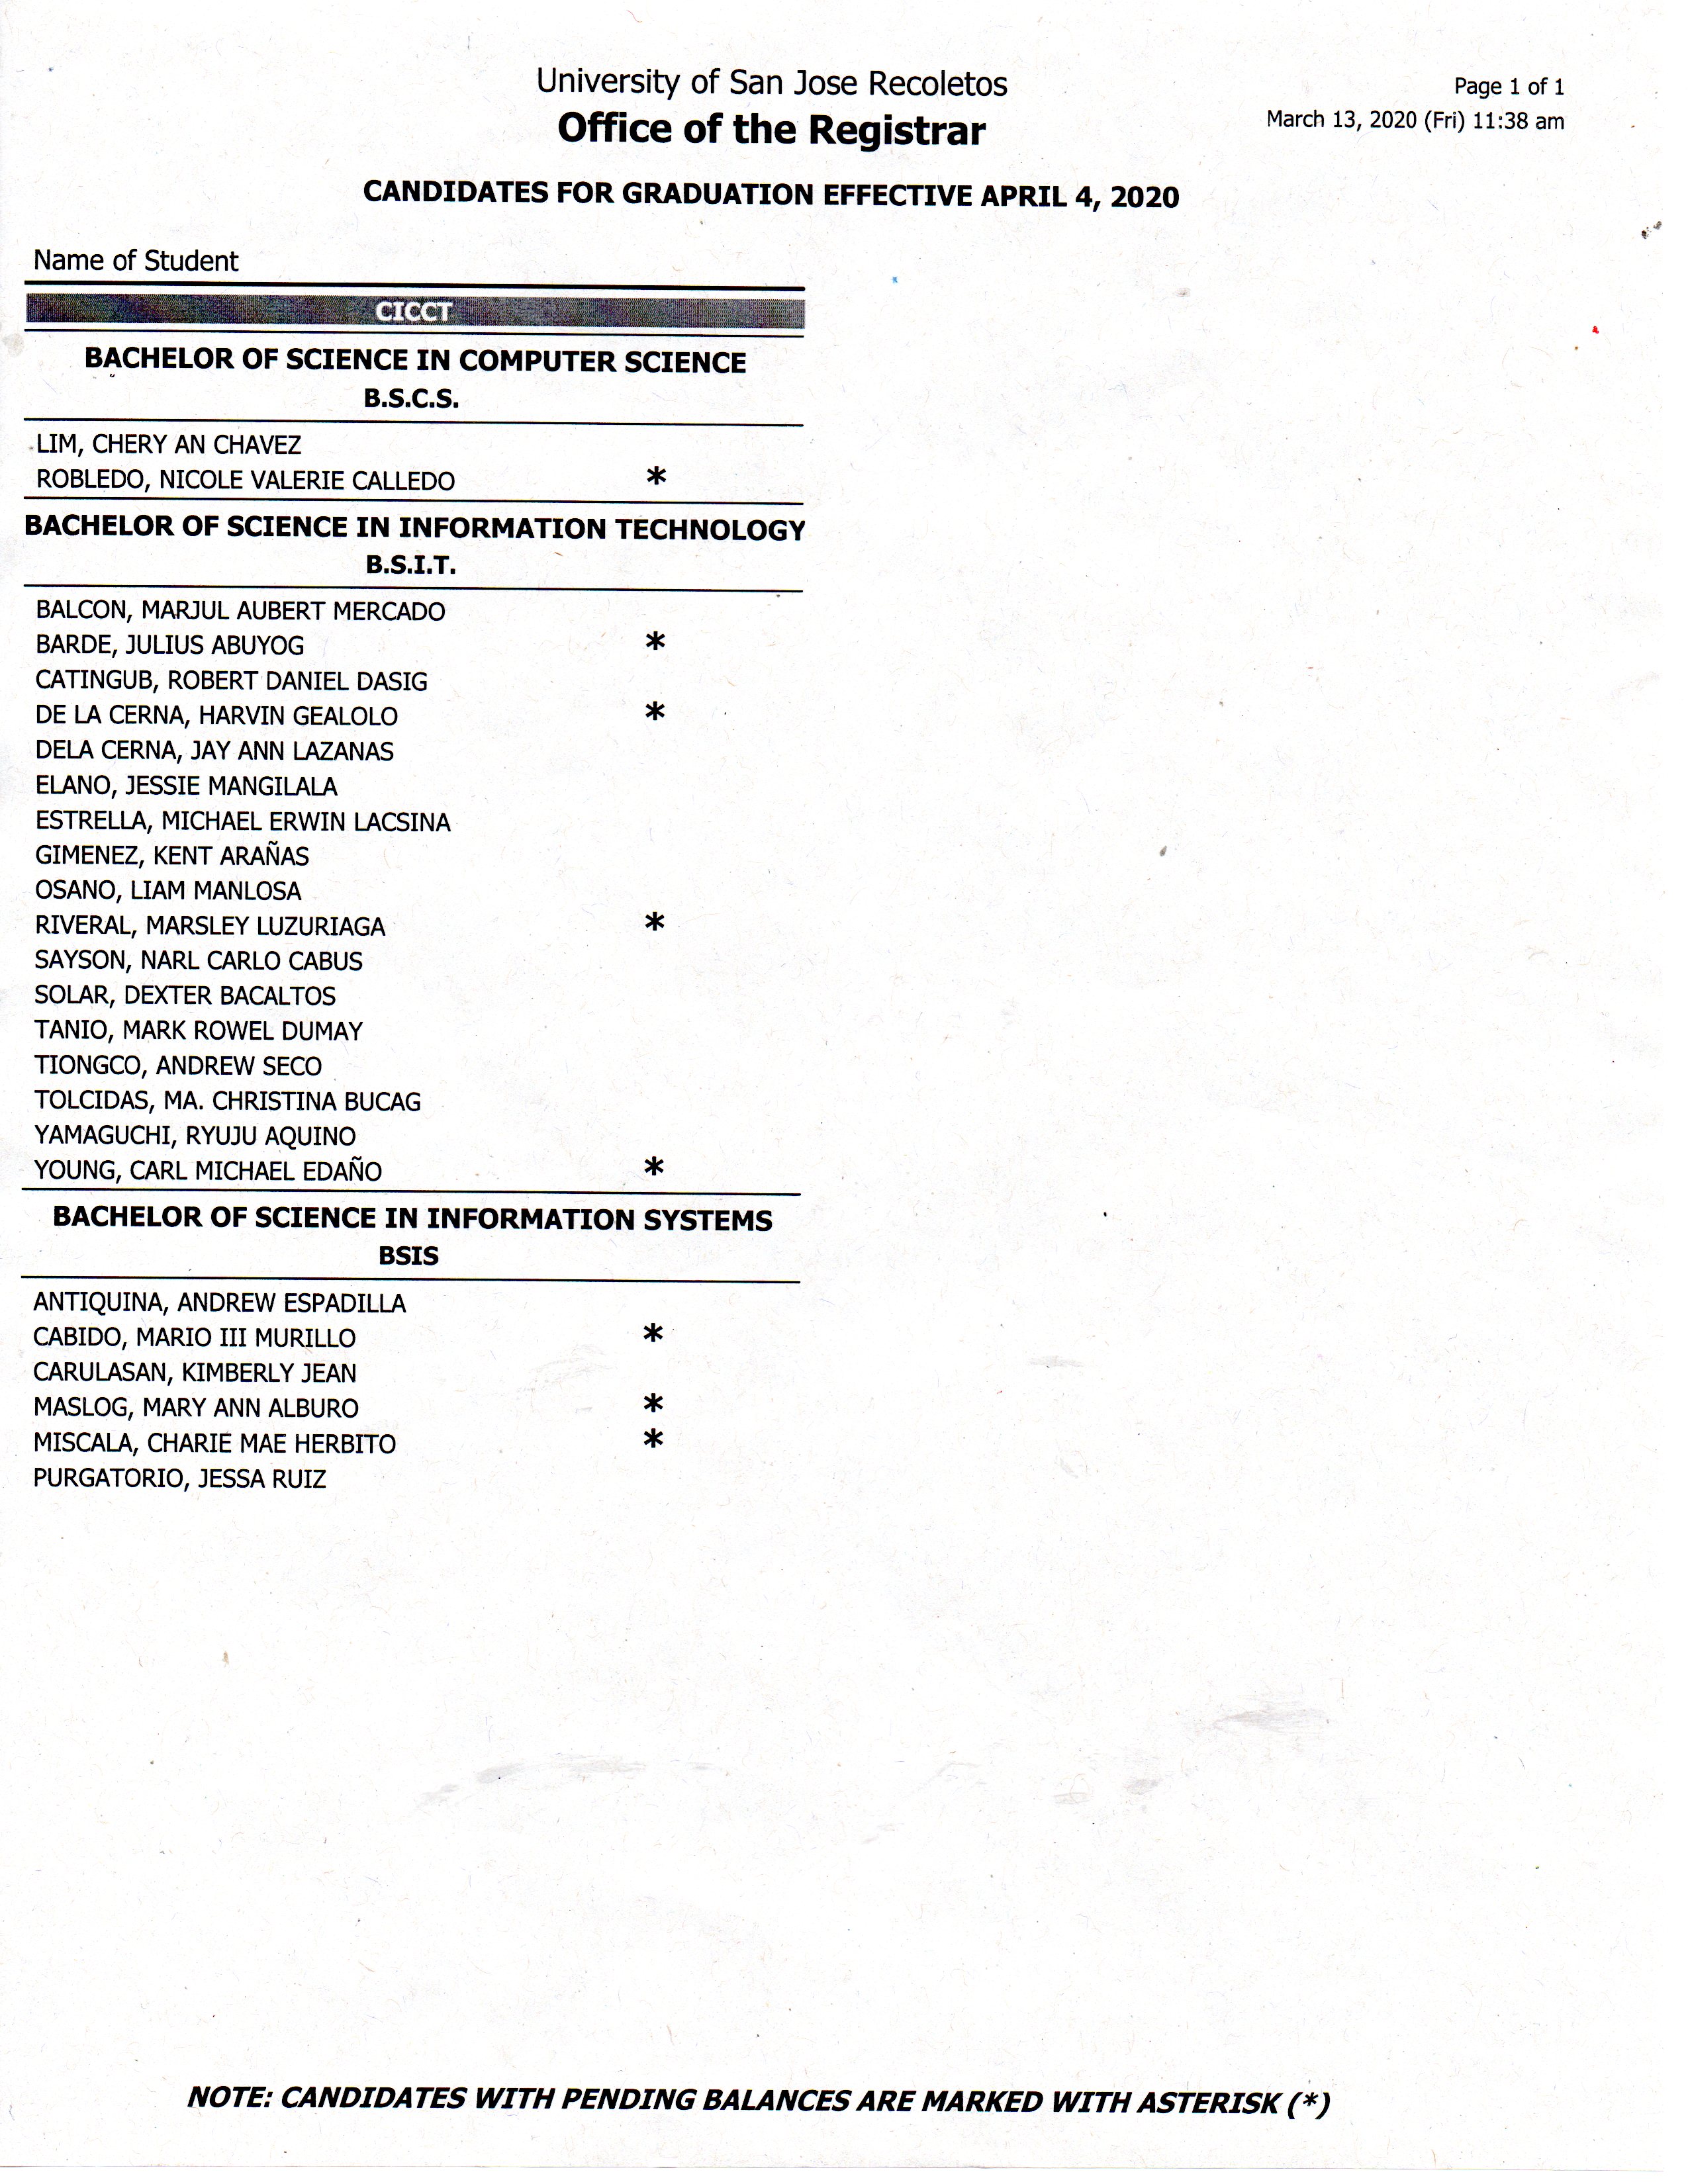 University of San Jose Recoletos
Page 1 of 1
Office of the Registrar
March 13, 2020 (Fri) 11:38 am
CANDIDATES FOR GRADUATION EFFECTIVE APRIL 4, 2020
Name of Student
CICCT
BACHELOR OF SCIENCE IN COMPUTER SCIENCE
B.S.C.S.
LIM, CHERY AN CHAVEZ
ROBLEDO, NICOLE VALERIE CALLEDO *
BACHELOR OF SCIENCE IN INFORMATION TECHNOLOGY
B.S.I.T.
BALCON, MARJUL AUBERT MERCADO
BARDE, JULIUS ABUYOG *
CATINGUB, ROBERT DANIEL DASIG
DE LA CERNA, HARVIN GEALOLO *
DELA CERNA, JAY ANN LAZANAS
ELANO, JESSIE MANGILALA
ESTRELLA, MICHAEL ERWIN LACSINA
GIMENEZ, KENT ARAÑAS
OSANO, LIAM MANLOSA
RIVERAL, MARSLEY LUZURIAGA *
SAYSON, NARL CARLO CABUS
SOLAR, DEXTER BACALTOS
TANIO, MARK ROWEL DUMAY
TIONGCO, ANDREW SECO
TOLCIDAS, MA. CHRISTINA BUCAG
YAMAGUCHI, RYUJU AQUINO
YOUNG, CARL MICHAEL EDAÑO *
BACHELOR OF SCIENCE IN INFORMATION SYSTEMS
BSIS
ANTIQUINA, ANDREW ESPADILLA
CABIDO, MARIO III MURILLO *
CARULASAN, KIMBERLY JEAN
MASLOG, MARY ANN ALBURO *
MISCALA, CHARIE MAE HERBITO *
PURGATORIO, JESSA RUIZ
NOTE: CANDIDATES WITH PENDING BALANCES ARE MARKED WITH ASTERISK (*)